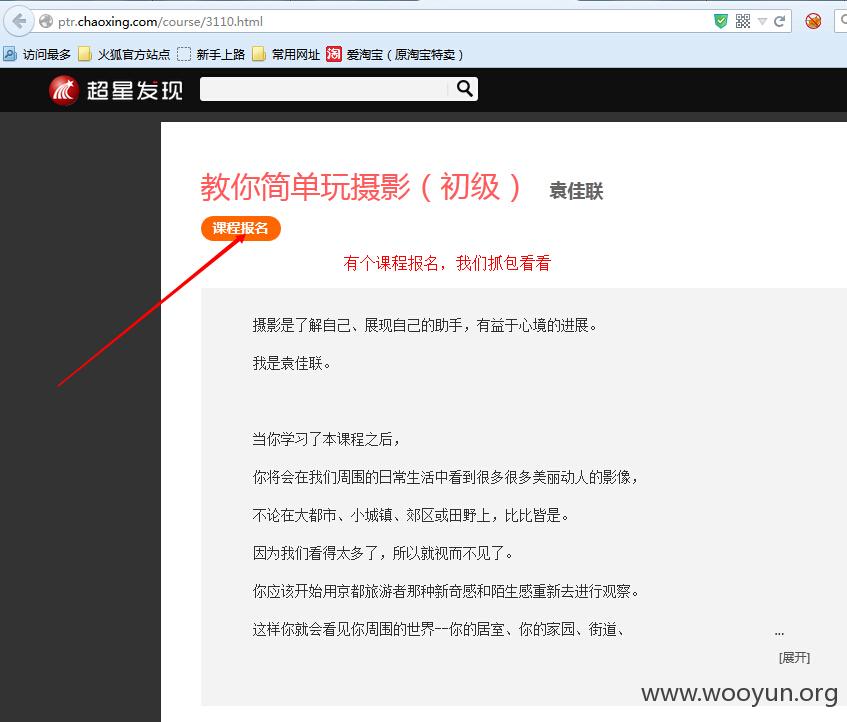 ptr.chaoxing.com/course/3110.html
访问最多 火狐官方站点 新手上路 常用网址 淘 爱淘宝（原淘宝特卖）
超星发现
教你简单玩摄影（初级） 袁佳联
课程报名
有个课程报名，我们抓包看看
摄影是了解自己、展现自己的助手，有益于心境的进展。
我是袁佳联。
当你学习了本课程之后，
你将会在我们周围的日常生活中看到很多很多美丽动人的影像，
不论在大都市、小城镇、郊区或田野上，比比皆是。
因为我们看得太多了，所以就视而不见了。
你应该开始用京都旅游者那种新奇感和陌生感重新去进行观察。
这样你就会看见你周围的世界--你的居室、你的家园、街道、 ...
[展开]
www.wooyun.org